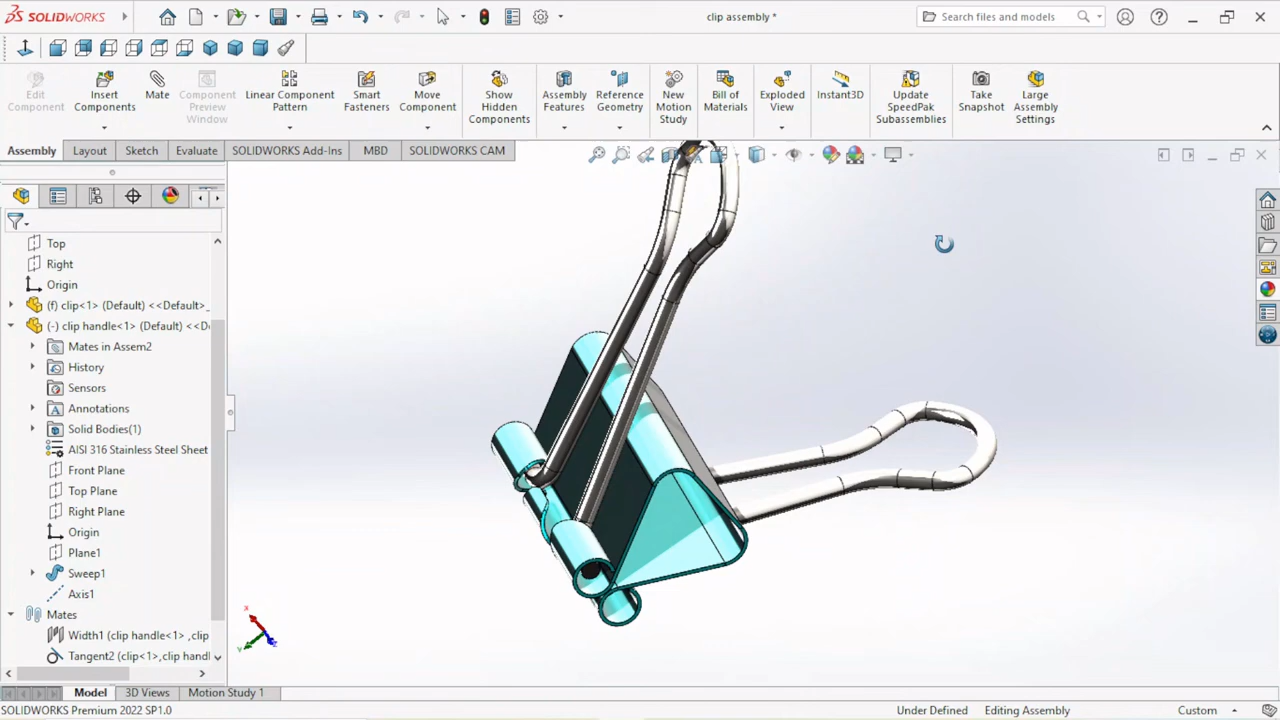 SOLIDWORKS
clip assembly *
Search files and models
Edit Component
Insert Components
Mate
Component Preview Window
Linear Component Pattern
Smart Fasteners
Move Component
Show Hidden Components
Assembly Features
Reference Geometry
New Motion Study
Bill of Materials
Exploded View
Instant3D
Update SpeedPak Subassemblies
Take Snapshot
Large Assembly Settings
Assembly
Layout
Sketch
Evaluate
SOLIDWORKS Add-Ins
MBD
SOLIDWORKS CAM
Top
Right
Origin
(f) clip<1> (Default) <<Default>_
(-) clip handle<1> (Default) <<D
Mates in Assem2
History
Sensors
Annotations
Solid Bodies(1)
AISI 316 Stainless Steel Sheet
Front Plane
Top Plane
Right Plane
Origin
Plane1
Sweep1
Axis1
Mates
Width1 (clip handle<1> ,clip
Tangent2 (clip<1>,clip handl
Model
3D Views
Motion Study 1
SOLIDWORKS Premium 2022 SP1.0
Under Defined
Editing Assembly
Custom